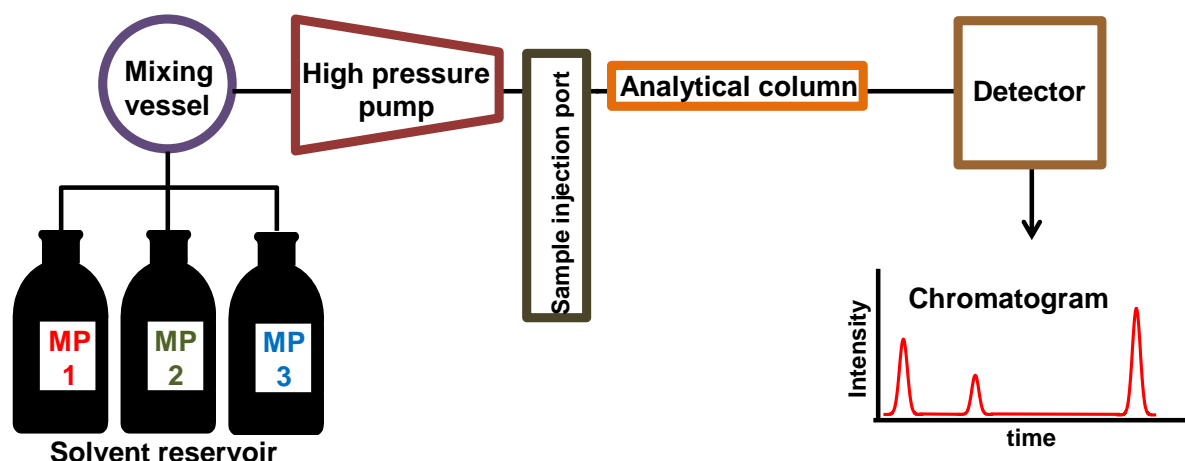 Mixing
vessel
High pressure
pump
Sample injection port
Analytical column
Detector
MP
1
MP
2
MP
3
Solvent reservoir
Chromatogram
Intensity
time